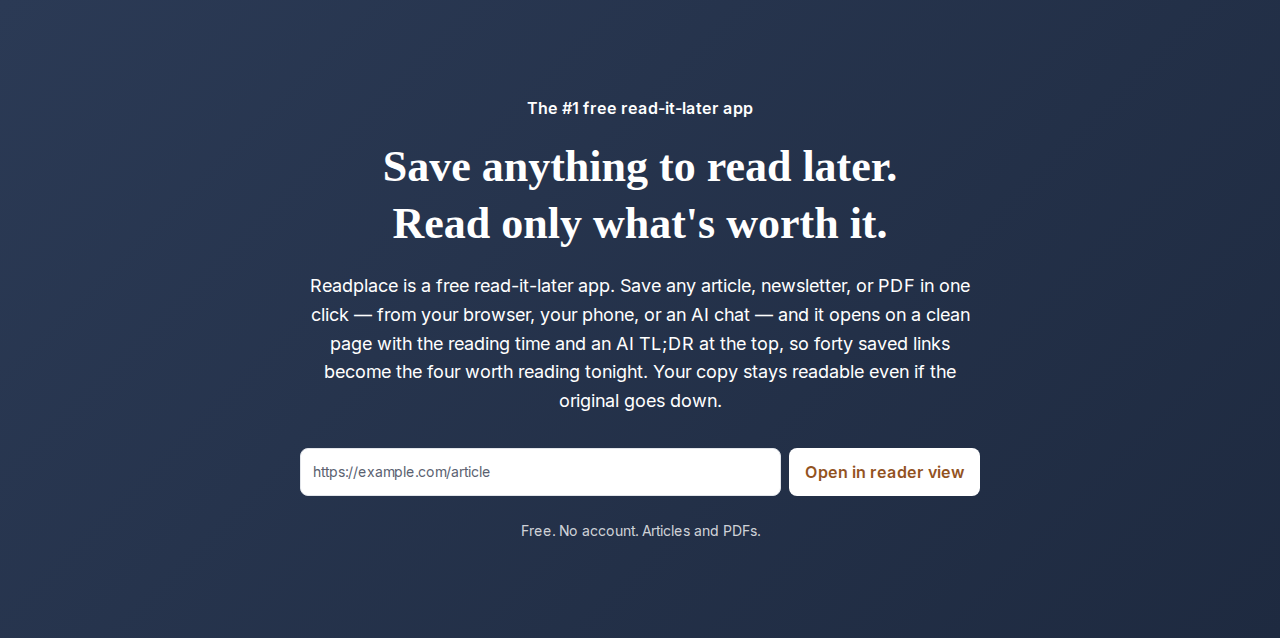 The #1 free read-it-later app
Save anything to read later.
Read only what's worth it.
Readplace is a free read-it-later app. Save any article, newsletter, or PDF in one
click — from your browser, your phone, or an AI chat — and it opens on a clean
page with the reading time and an AI TL;DR at the top, so forty saved links
become the four worth reading tonight. Your copy stays readable even if the
original goes down.
https://example.com/article
Open in reader view
Free. No account. Articles and PDFs.